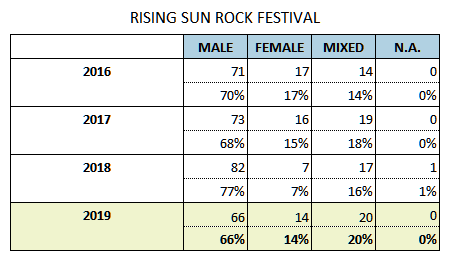 RISING SUN ROCK FESTIVAL
MALE FEMALE MIXED N.A.
2016 71 17 14 0
70% 17% 14% 0%
2017 73 16 19 0
68% 15% 18% 0%
2018 82 7 17 1
77% 7% 16% 1%
2019 66 14 20 0
66% 14% 20% 0%